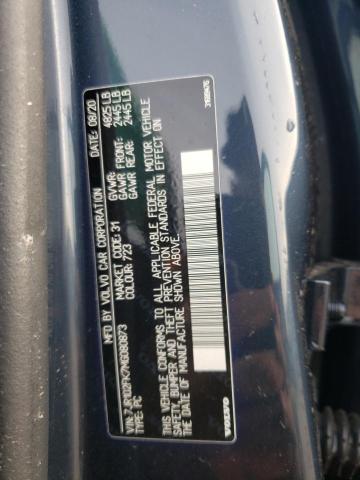 MFD BY: VOLVO CAR CORPORATION DATE: 08/20
MARKET CODE: 31 GVWR: 4825 LB
COLOUR: 723 GAWR FRONT: 2445 LB
GAWR REAR: 2445 LB
VIN: 7JR102FK7MG090873
TYPE: PC
THIS VEHICLE CONFORMS TO ALL APPLICABLE FEDERAL MOTOR VEHICLE
SAFETY, BUMPER AND THEFT PREVENTION STANDARDS IN EFFECT ON
THE DATE OF MANUFACTURE SHOWN ABOVE.
VOLVO